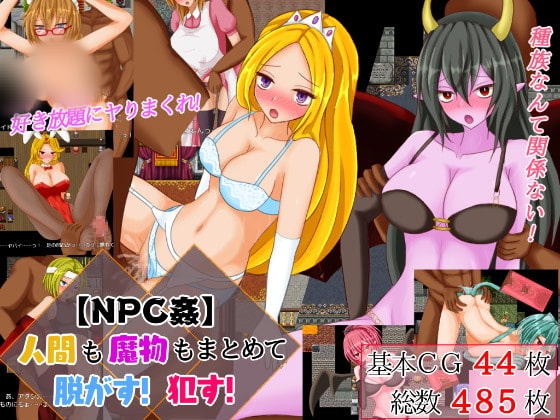 好き放題にヤりまくれ!
種族なんて関係ない!
【NPC姦】
人間も魔物もまとめて
脱がす! 犯す!
基本CG 44枚
総数 485枚